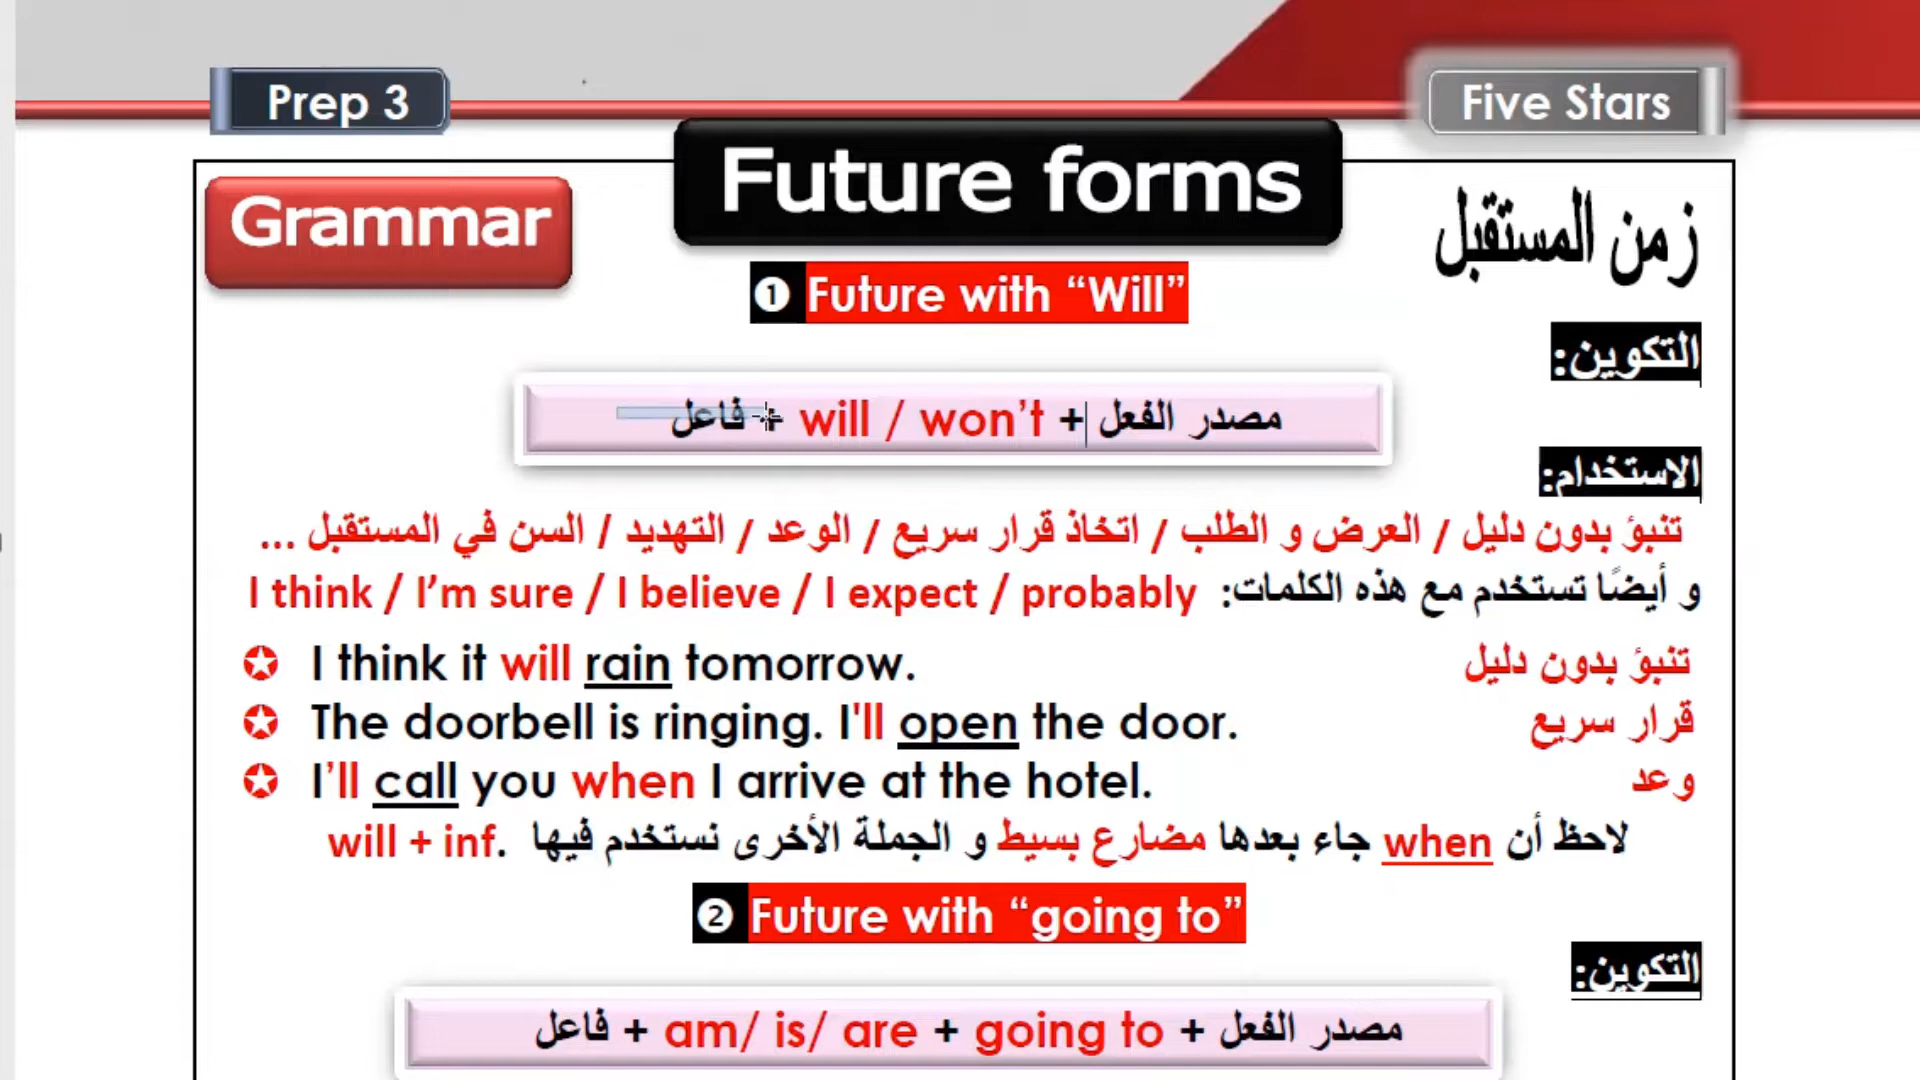 Prep 3
Five Stars
Future forms
Grammar
زمن المستقبل
❶ Future with “Will”
التكوين:
فاعل + will / won’t + مصدر الفعل
الاستخدام:
تنبؤ بدون دليل / العرض و الطلب / اتخاذ قرار سريع / الوعد / التهديد / السن في المستقبل ...
و أيضًا تستخدم مع هذه الكلمات: I think / I’m sure / I believe / I expect / probably
✪ I think it will rain tomorrow. تنبؤ بدون دليل
✪ The doorbell is ringing. I'll open the door. قرار سريع
✪ I’ll call you when I arrive at the hotel. وعد
لاحظ أن when جاء بعدها مضارع بسيط و الجملة الأخرى نستخدم فيها will + inf.
❷ Future with “going to”
التكوين:
فاعل + am/ is/ are + going to + مصدر الفعل